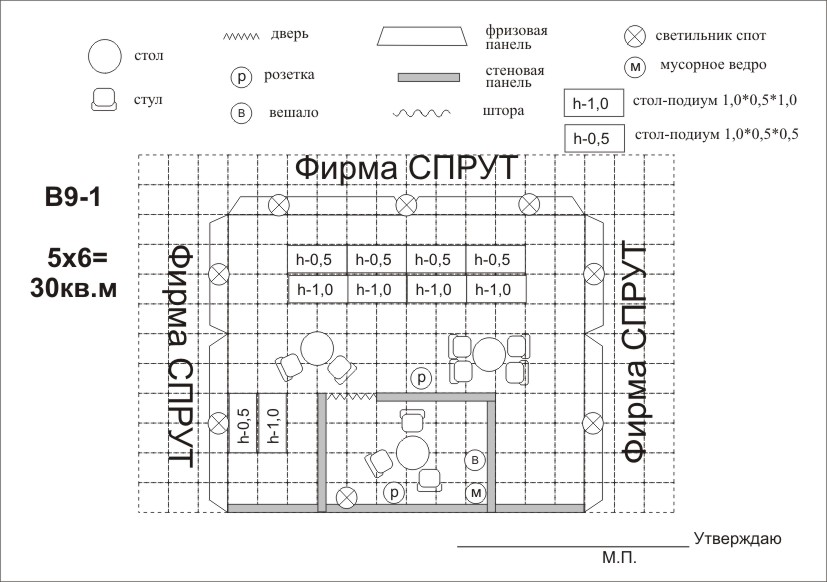 стол
стул
дверь
розетка
вешало
фризовая
панель
стеновая
панель
штора
светильник спот
мусорное ведро
стол-подиум 1,0*0,5*1,0
стол-подиум 1,0*0,5*0,5
р
в
м
h-1,0
h-0,5
В9-1
5х6=
30кв.м
Фирма СПРУТ
Фирма СПРУТ
Фирма СПРУТ
h-0,5 h-0,5 h-0,5 h-0,5
h-1,0 h-1,0 h-1,0 h-1,0
р
h-0,5
h-1,0
в
р
м
Утверждаю
М.П.